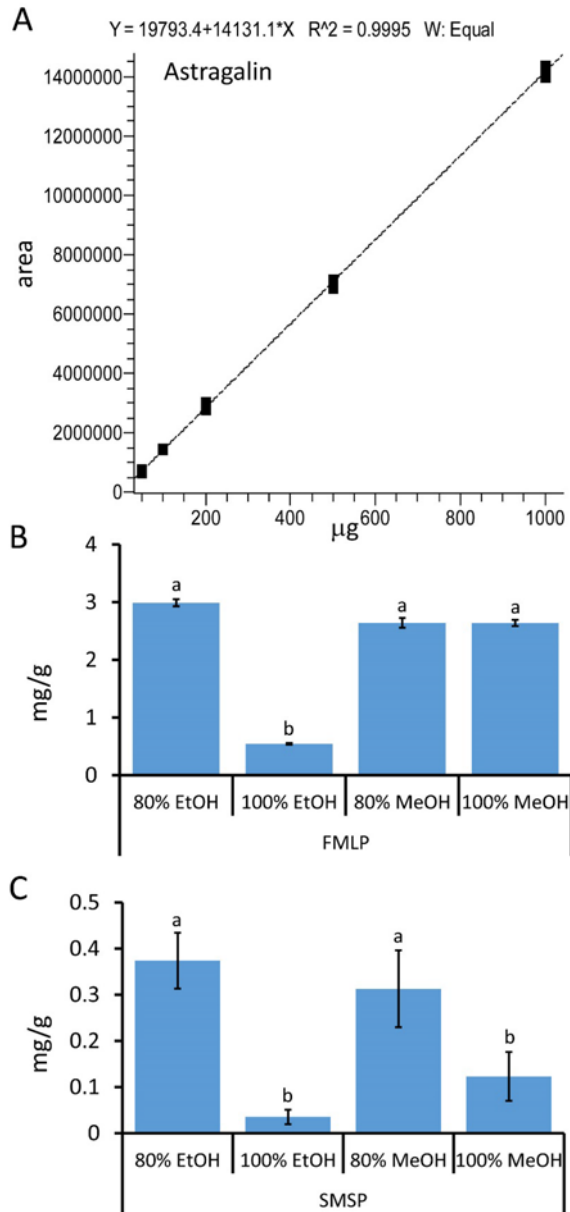 A
Y = 19793.4+14131.1*X R^2 = 0.9995 W: Equal
Astragalin
14000000
12000000
10000000
8000000
6000000
4000000
2000000
0
area
200 400 600 800 1000
µg
B
4
3
2
1
0
mg/g
a b a a
80% EtOH 100% EtOH 80% MeOH 100% MeOH
FMLP
C
0.5
0.4
0.3
0.2
0.1
0
mg/g
a b a b
80% EtOH 100% EtOH 80% MeOH 100% MeOH
SMSP